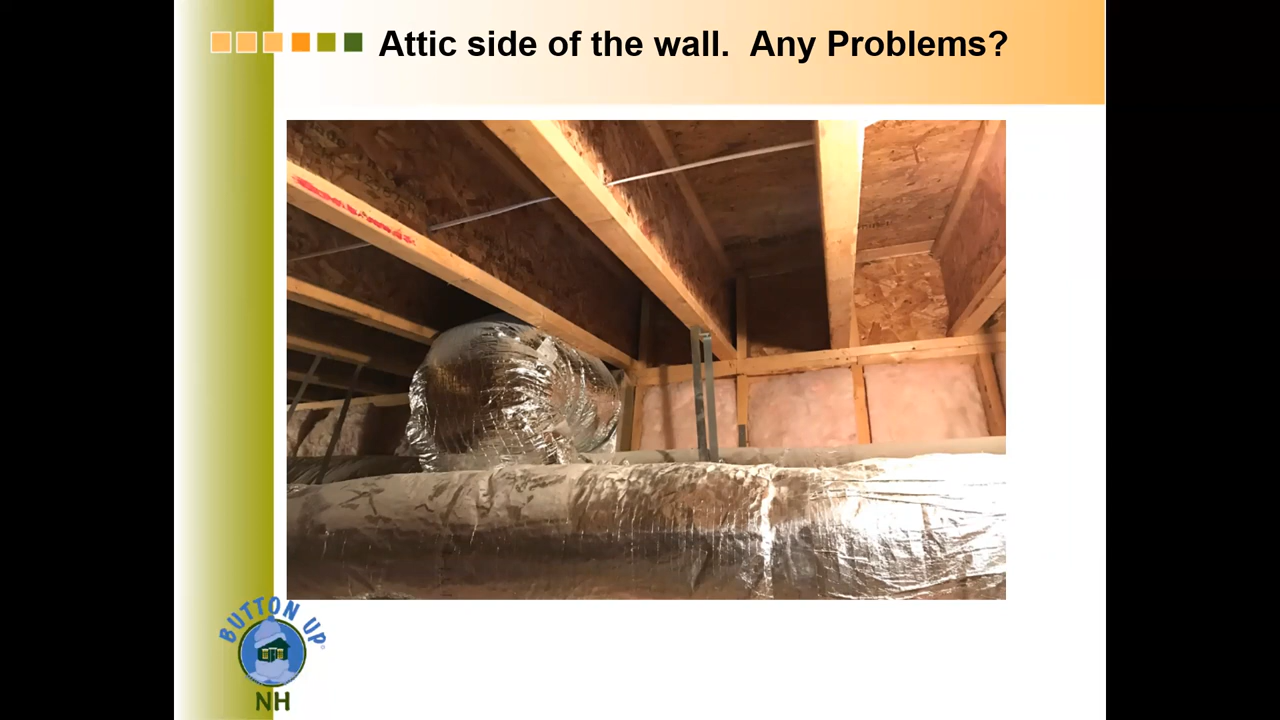 Attic side of the wall.  Any Problems?
BUTTON UP
NH